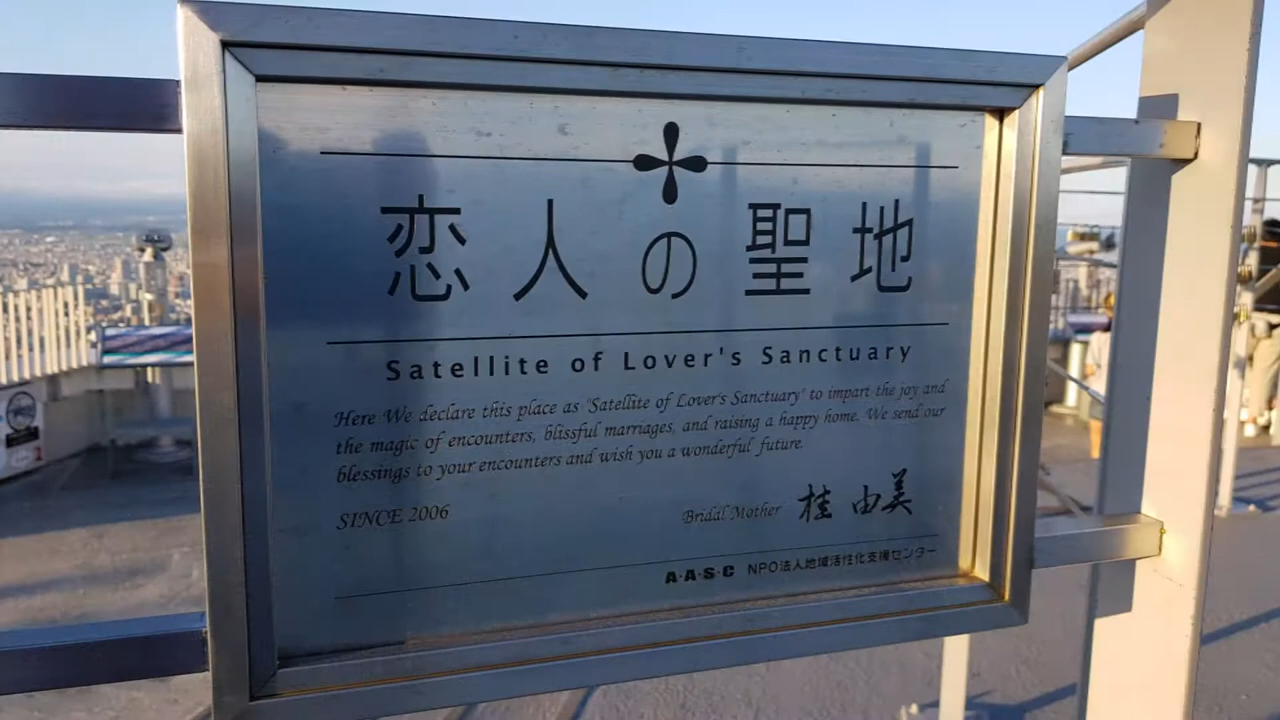 恋人の聖地
Satellite of Lover's Sanctuary
Here We declare this place as "Satellite of Lover's Sanctuary" to impart the joy and
the magic of encounters, blissful marriages, and raising a happy home. We send our
blessings to your encounters and wish you a wonderful future.
SINCE 2006
Bridal Mother 桂 由美
A·A·S·C NPO法人地域活性化支援センター